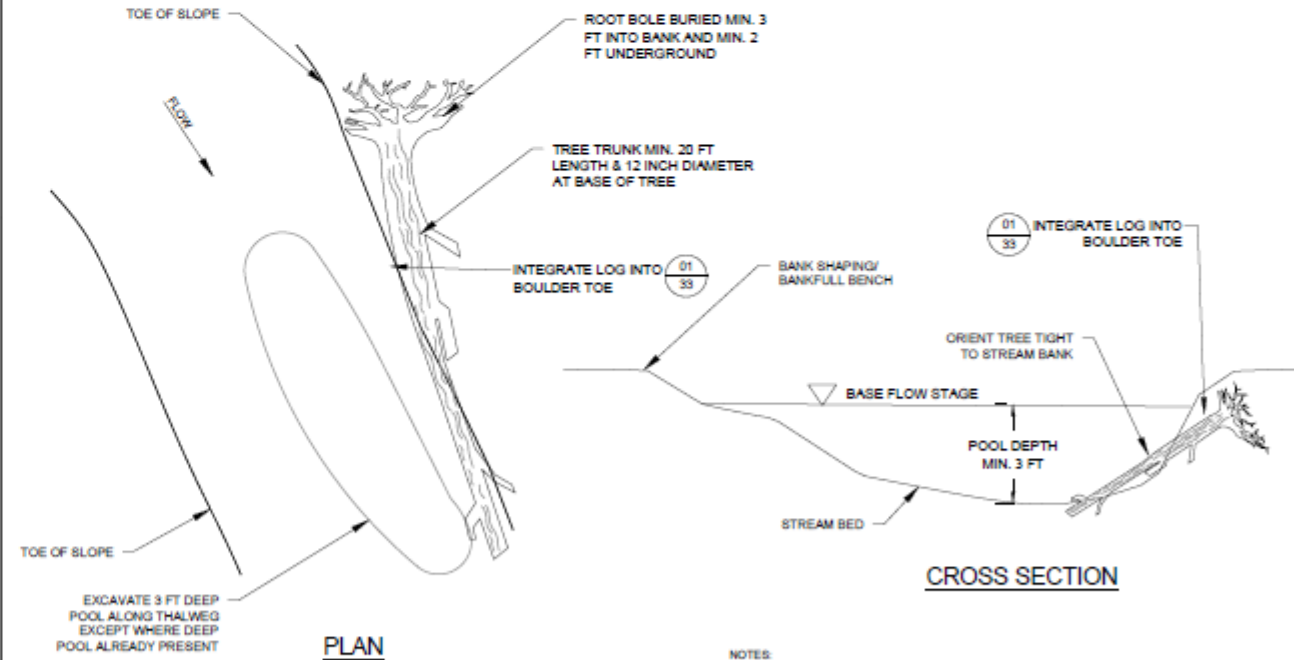 TOE OF SLOPE
ROOT BOLE BURIED MIN. 3
FT INTO BANK AND MIN. 2
FT UNDERGROUND
FLOW
TREE TRUNK MIN. 20 FT
LENGTH & 12 INCH DIAMETER
AT BASE OF TREE
INTEGRATE LOG INTO
BOULDER TOE
01
33
TOE OF SLOPE
EXCAVATE 3 FT DEEP
POOL ALONG THALWEG
EXCEPT WHERE DEEP
POOL ALREADY PRESENT
PLAN
01
33
INTEGRATE LOG INTO
BOULDER TOE
BANK SHAPING/
BANKFULL BENCH
ORIENT TREE TIGHT
TO STREAM BANK
BASE FLOW STAGE
POOL DEPTH
MIN. 3 FT
STREAM BED
CROSS SECTION
NOTES: